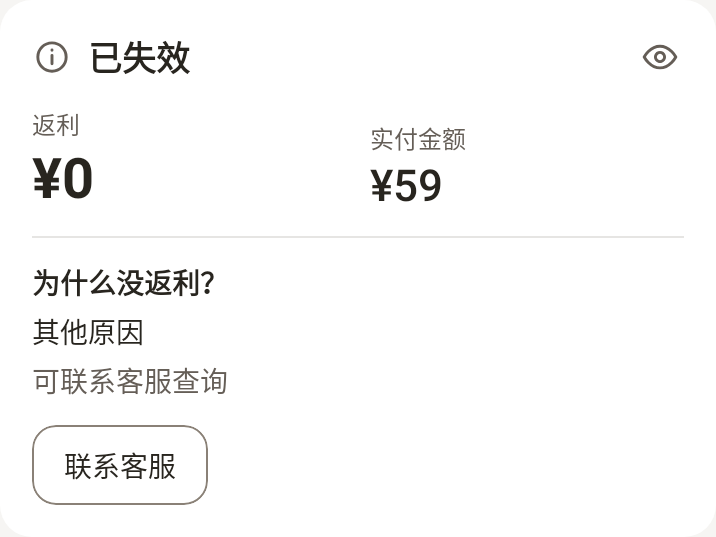 已失效
返利
¥0
实付金额
¥59
为什么没返利?
其他原因
可联系客服查询
联系客服